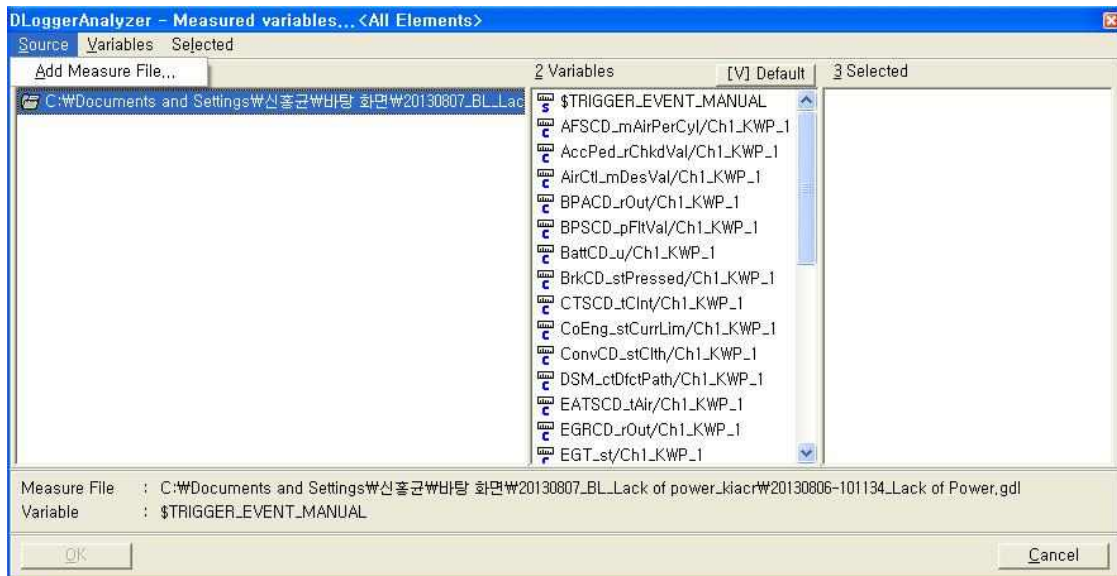 DLoggerAnalyzer - Measured variables...<All Elements>
Source Variables Selected
Add Measure File...
2 Variables [V] Default 3 Selected
C:₩Documents and Settings₩신홍균₩바탕 화면₩20130807_BL_Lac
$TRIGGER_EVENT_MANUAL
AFSCD_mAirPerCyl/Ch1_KWP_1
AccPed_rChkdVal/Ch1_KWP_1
AirCtl_mDesVal/Ch1_KWP_1
BPACD_rOut/Ch1_KWP_1
BPSCD_pFltVal/Ch1_KWP_1
BattCD_u/Ch1_KWP_1
BrkCD_stPressed/Ch1_KWP_1
CTSCD_tClnt/Ch1_KWP_1
CoEng_stCurrLim/Ch1_KWP_1
ConvCD_stClth/Ch1_KWP_1
DSM_ctDfctPath/Ch1_KWP_1
EATSCD_tAir/Ch1_KWP_1
EGRCD_rOut/Ch1_KWP_1
EGT_st/Ch1_KWP_1
Measure File : C:₩Documents and Settings₩신홍균₩바탕 화면₩20130807_BL_Lack of power_kiacr₩20130806-101134_Lack of Power.gdl
Variable : $TRIGGER_EVENT_MANUAL
OK Cancel